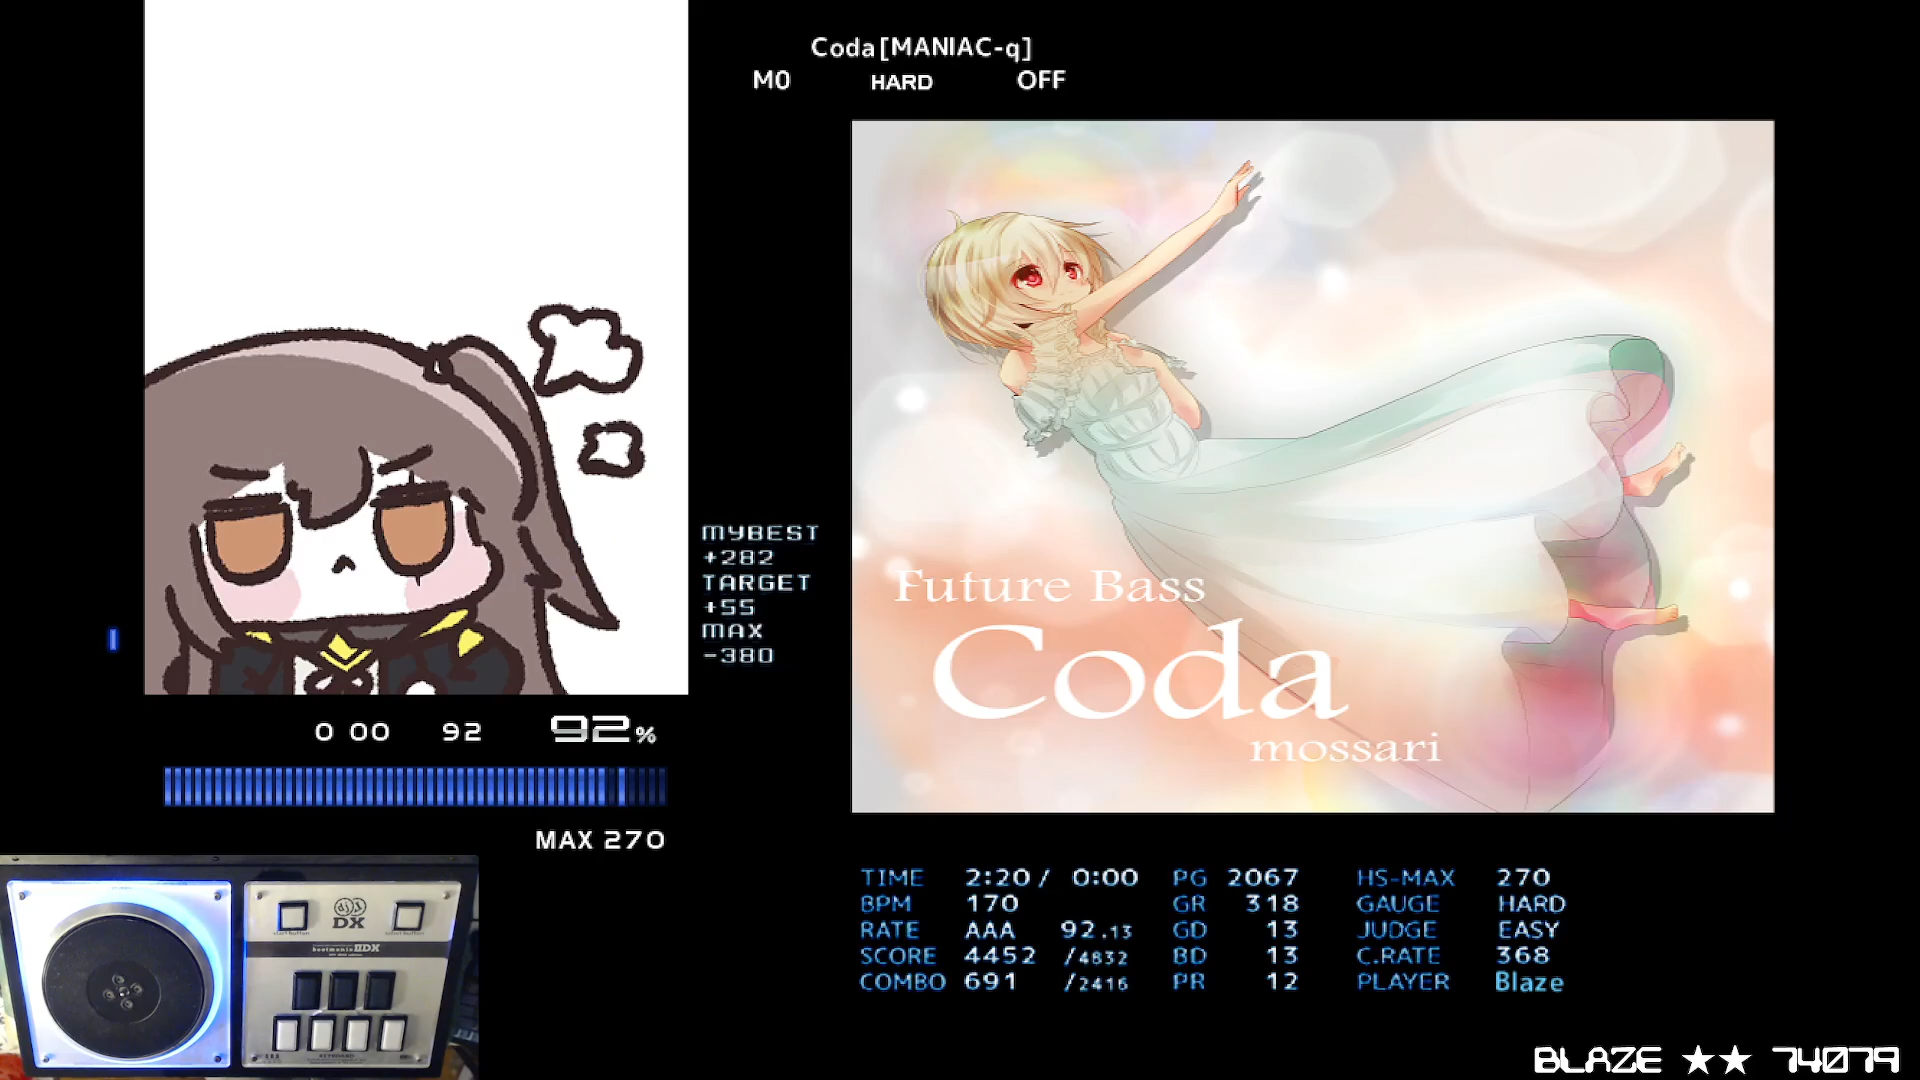 Coda[MANIAC-q]
M0 HARD OFF
MYBEST
+282
TARGET
+55
MAX
-380
Future Bass
Coda
mossari
0 00 92 92%
MAX 270
DX
beatmania IIDX
TIME 2:20/ 0:00 PG 2067 HS-MAX 270
BPM 170 GR 318 GAUGE HARD
RATE AAA 92.13 GD 13 JUDGE EASY
SCORE 4452 /4832 BD 13 C.RATE 368
COMBO 691 /2416 PR 12 PLAYER Blaze
BLAZE ★★ 74079